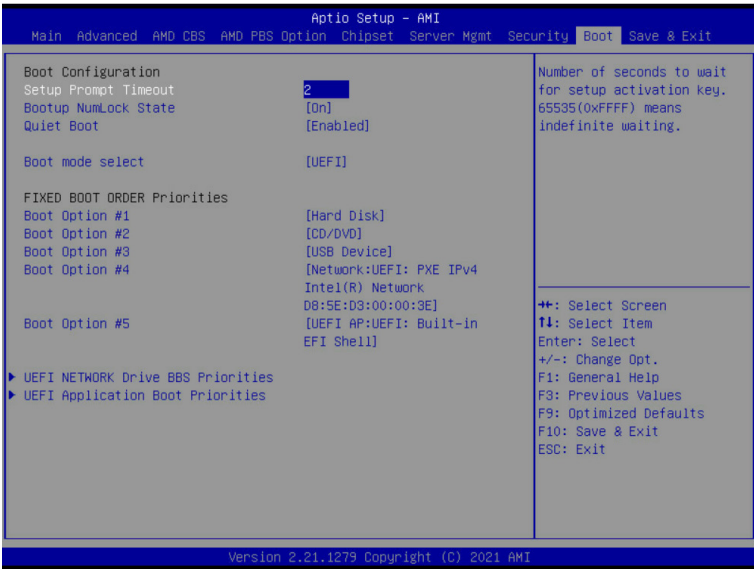 Aptio Setup – AMI
Main Advanced AMD CBS AMD PBS Option Chipset Server Mgmt Security Boot Save & Exit
Boot Configuration
Setup Prompt Timeout 2
Bootup NumLock State [On]
Quiet Boot [Enabled]
Boot mode select [UEFI]
FIXED BOOT ORDER Priorities
Boot Option #1 [Hard Disk]
Boot Option #2 [CD/DVD]
Boot Option #3 [USB Device]
Boot Option #4 [Network:UEFI: PXE IPv4
Intel(R) Network
D8:5E:D3:00:00:3E]
Boot Option #5 [UEFI AP:UEFI: Built-in
EFI Shell]
UEFI NETWORK Drive BBS Priorities
UEFI Application Boot Priorities
Number of seconds to wait
for setup activation key.
65535(0xFFFF) means
indefinite waiting.
→←: Select Screen
↑↓: Select Item
Enter: Select
+/-: Change Opt.
F1: General Help
F3: Previous Values
F9: Optimized Defaults
F10: Save & Exit
ESC: Exit
Version 2.21.1279 Copyright (C) 2021 AMI